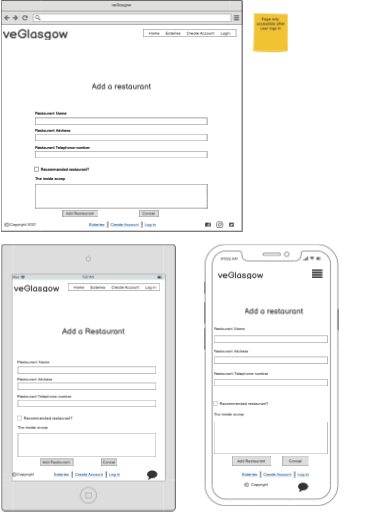 veGlasgow
veGlasgow
Home Eateries Create Account Login
Page only
accessible after
user logs in
Add a restaurant
Restaurant Name
Restaurant Address
Restaurant Telephone number
Recommended restaurant?
The inside scoop
Add Restaurant Cancel
©Copyright 2021 Eateries Create Account Log in
veGlasgow
Home Eateries Create Account Log in
Add a Restaurant
Restaurant Name
Restaurant Address
Restaurant Telephone number
Recommended restaurant?
The inside scoop
Add Restaurant Cancel
©Copyright Eateries Create Account Log in
veGlasgow
Add a restaurant
Restaurant Name
Restaurant Address
Restaurant Telephone number
Recommended restaurant?
The inside scoop
Add Restaurant Cancel
Eateries Create Account Log in
© Copyright